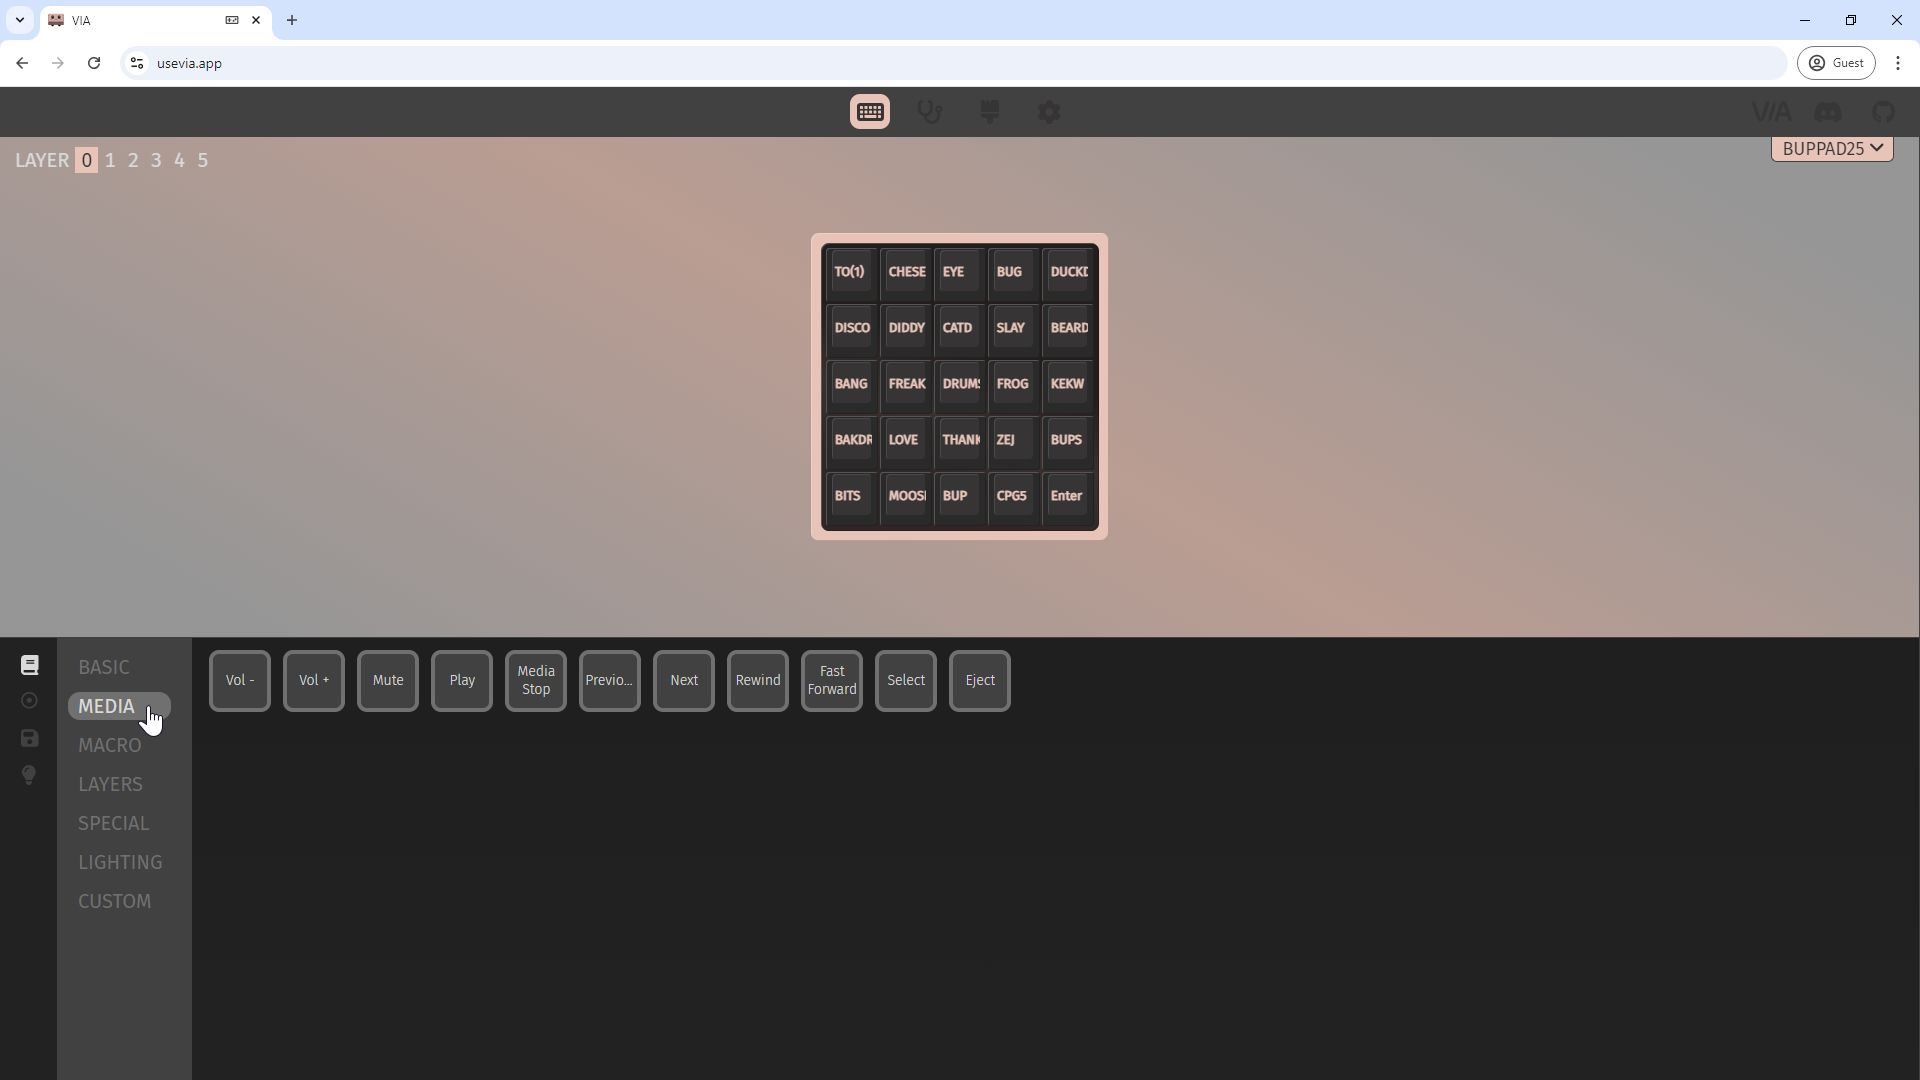 VIA
usevia.app
Guest
VIA
LAYER 0 1 2 3 4 5
BUPPAD25
TO(1) CHESE EYE BUG DUCKD
DISCO DIDDY CATD SLAY BEARD
BANG FREAK DRUMS FROG KEKW
BAKDR LOVE THANK ZEJ BUPS
BITS MOOSI BUP CPG5 Enter
BASIC
MEDIA
MACRO
LAYERS
SPECIAL
LIGHTING
CUSTOM
Vol - Vol + Mute Play Media Stop Previo... Next Rewind Fast Forward Select Eject